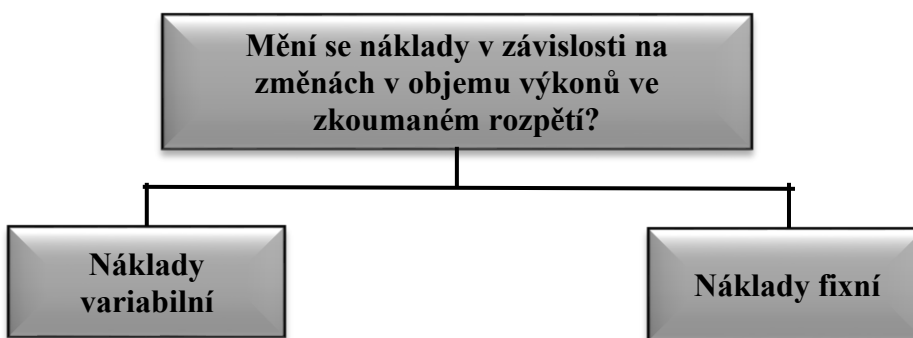 Mění se náklady v závislosti na
změnách v objemu výkonů ve
zkoumaném rozpětí?
Náklady
variabilní
Náklady fixní